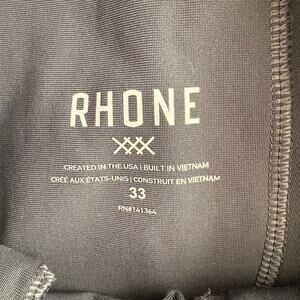 RHONE
CREATED IN THE USA | BUILT IN VIETNAM
CRÉÉ AUX ÉTATS-UNIS | CONSTRUIT EN VIETNAM
33
RN#141364